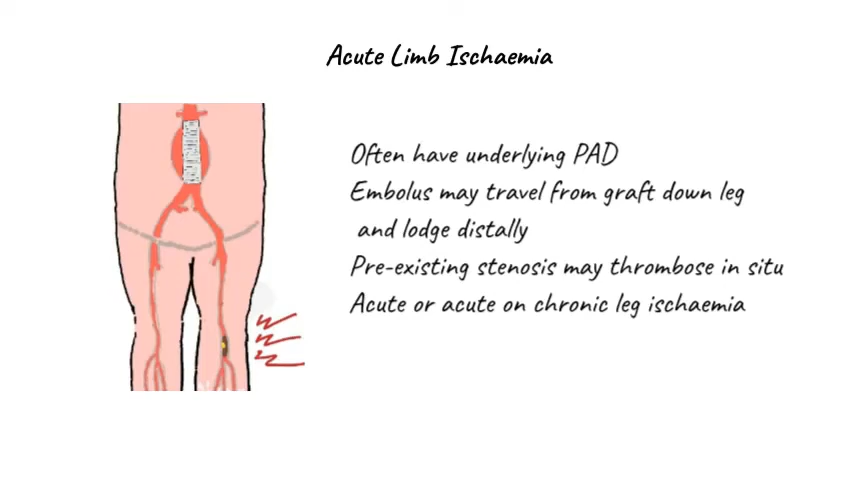 Acute Limb Ischaemia
Often have underlying PAD
Embolus may travel from graft down leg
and lodge distally
Pre-existing stenosis may thrombose in situ
Acute or acute on chronic leg ischaemia